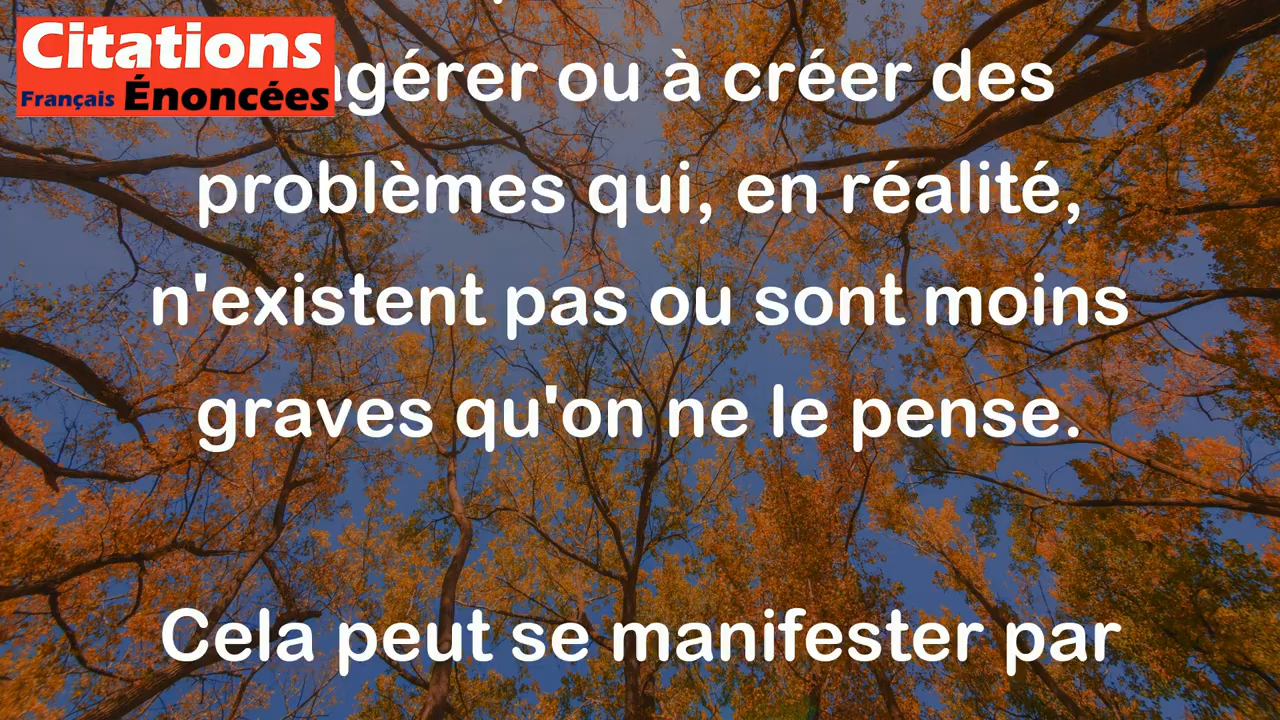 Citations
Français Énoncées
agérer ou à créer des
problèmes qui, en réalité,
n'existent pas ou sont moins
graves qu'on ne le pense.
Cela peut se manifester par